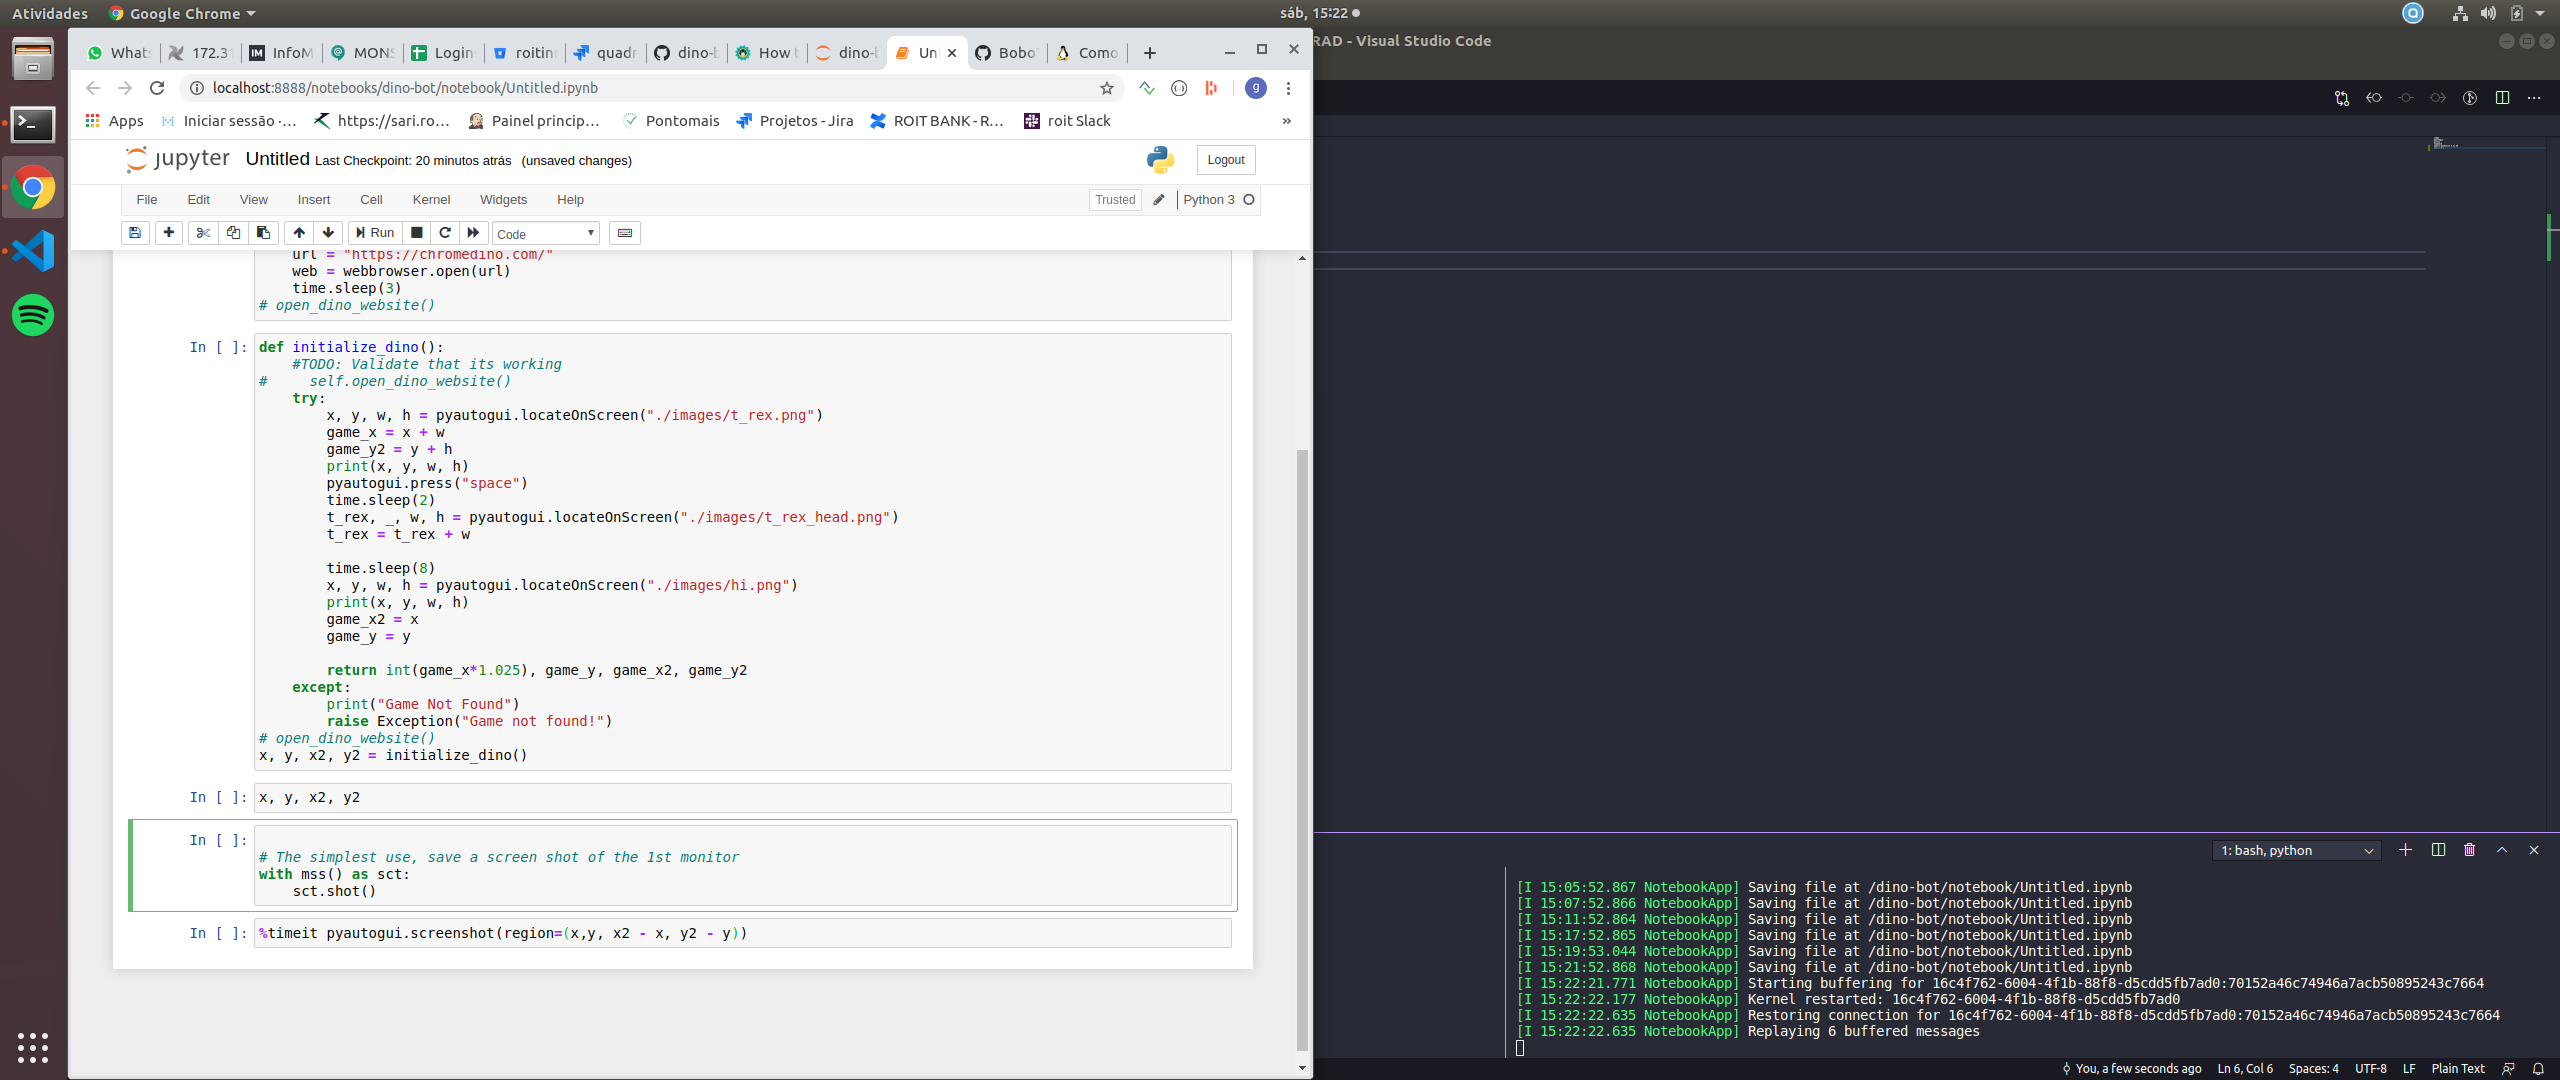 Atividades
Google Chrome
sáb, 15:22
RAD - Visual Studio Code
Whats
172.31
InfoM
MONS
Login
roitin
quadr
dino-b
How t
dino-b
Un
Bobo
Como
localhost:8888/notebooks/dino-bot/notebook/Untitled.ipynb
g
Apps
Iniciar sessão ·...
https://sari.ro...
Painel princip...
Pontomais
Projetos - Jira
ROIT BANK - R...
roit Slack
»
jupyter
Untitled Last Checkpoint: 20 minutos atrás (unsaved changes)
Logout
File Edit View Insert Cell Kernel Widgets Help
Trusted
Python 3
Run
Code
url = "https://chromedino.com/"
web = webbrowser.open(url)
time.sleep(3)
# open_dino_website()
In [ ]:
def initialize_dino():
#TODO: Validate that its working
#     self.open_dino_website()
try:
x, y, w, h = pyautogui.locateOnScreen("./images/t_rex.png")
game_x = x + w
game_y2 = y + h
print(x, y, w, h)
pyautogui.press("space")
time.sleep(2)
t_rex, _, w, h = pyautogui.locateOnScreen("./images/t_rex_head.png")
t_rex = t_rex + w
time.sleep(8)
x, y, w, h = pyautogui.locateOnScreen("./images/hi.png")
print(x, y, w, h)
game_x2 = x
game_y = y
return int(game_x*1.025), game_y, game_x2, game_y2
except:
print("Game Not Found")
raise Exception("Game not found!")
# open_dino_website()
x, y, x2, y2 = initialize_dino()
In [ ]: x, y, x2, y2
In [ ]:
# The simplest use, save a screen shot of the 1st monitor
with mss() as sct:
sct.shot()
In [ ]: %timeit pyautogui.screenshot(region=(x,y, x2 - x, y2 - y))
1: bash, python
[I 15:05:52.867 NotebookApp] Saving file at /dino-bot/notebook/Untitled.ipynb
[I 15:07:52.866 NotebookApp] Saving file at /dino-bot/notebook/Untitled.ipynb
[I 15:11:52.864 NotebookApp] Saving file at /dino-bot/notebook/Untitled.ipynb
[I 15:17:52.865 NotebookApp] Saving file at /dino-bot/notebook/Untitled.ipynb
[I 15:19:53.044 NotebookApp] Saving file at /dino-bot/notebook/Untitled.ipynb
[I 15:21:52.868 NotebookApp] Saving file at /dino-bot/notebook/Untitled.ipynb
[I 15:22:21.771 NotebookApp] Starting buffering for 16c4f762-6004-4f1b-88f8-d5cdd5fb7ad0:70152a46c74946a7acb50895243c7664
[I 15:22:22.177 NotebookApp] Kernel restarted: 16c4f762-6004-4f1b-88f8-d5cdd5fb7ad0
[I 15:22:22.635 NotebookApp] Restoring connection for 16c4f762-6004-4f1b-88f8-d5cdd5fb7ad0:70152a46c74946a7acb50895243c7664
[I 15:22:22.635 NotebookApp] Replaying 6 buffered messages
You, a few seconds ago
Ln 6, Col 6
Spaces: 4
UTF-8
LF
Plain Text